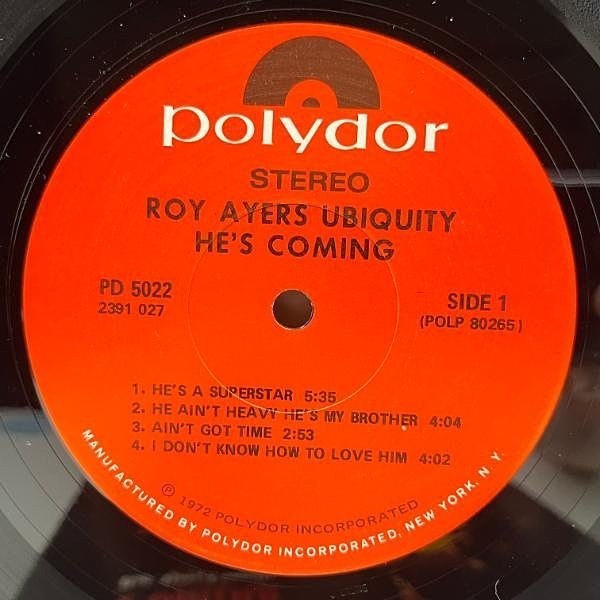 polydor
STEREO
ROY AYERS UBIQUITY
HE'S COMING
PD 5022
2391 027
SIDE 1
(POLP 80265)
1. HE'S A SUPERSTAR 5:35
2. HE AIN'T HEAVY HE'S MY BROTHER 4:04
3. AIN'T GOT TIME 2:53
4. I DON'T KNOW HOW TO LOVE HIM 4:02
Ⓟ 1972 POLYDOR INCORPORATED
MANUFACTURED BY POLYDOR INCORPORATED, NEW YORK, N.Y.